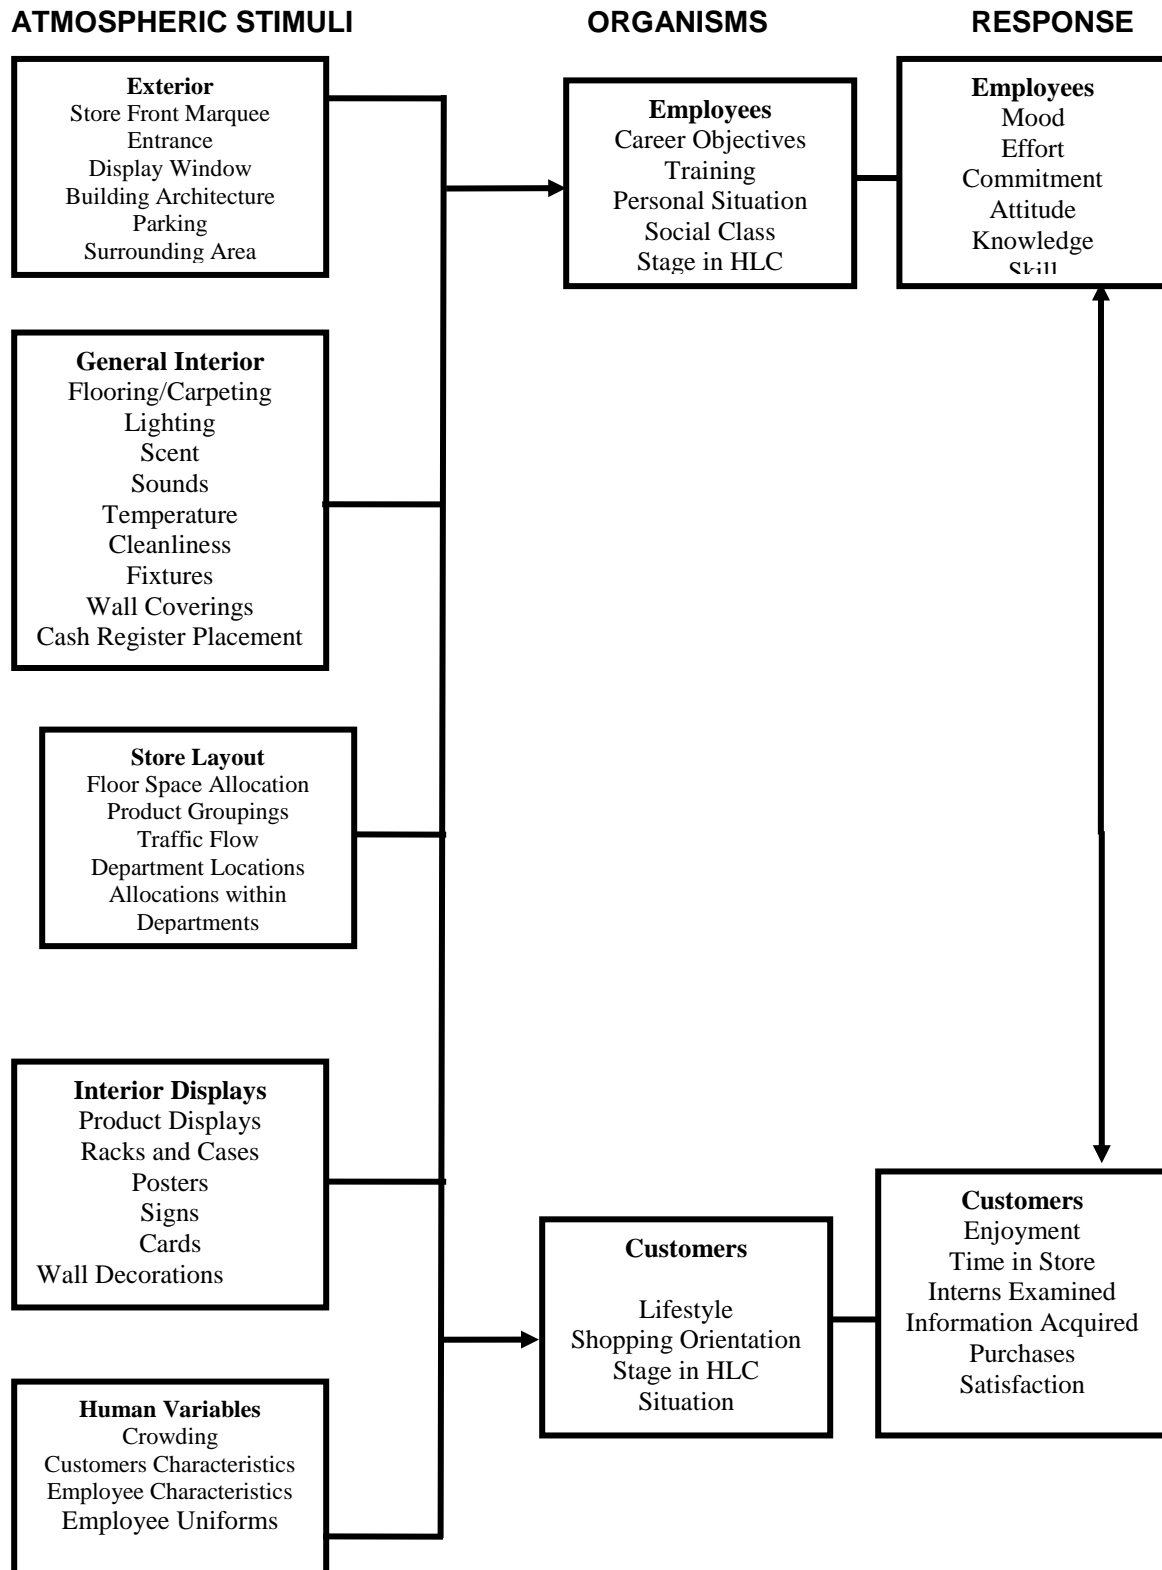 ATMOSPHERIC STIMULI
ORGANISMS
RESPONSE
Exterior
Store Front Marquee
Entrance
Display Window
Building Architecture
Parking
Surrounding Area
General Interior
Flooring/Carpeting
Lighting
Scent
Sounds
Temperature
Cleanliness
Fixtures
Wall Coverings
Cash Register Placement
Store Layout
Floor Space Allocation
Product Groupings
Traffic Flow
Department Locations
Allocations within
Departments
Interior Displays
Product Displays
Racks and Cases
Posters
Signs
Cards
Wall Decorations
Human Variables
Crowding
Customers Characteristics
Employee Characteristics
Employee Uniforms
Employees
Career Objectives
Training
Personal Situation
Social Class
Stage in HLC
Customers
Lifestyle
Shopping Orientation
Stage in HLC
Situation
Employees
Mood
Effort
Commitment
Attitude
Knowledge
Skill
Customers
Enjoyment
Time in Store
Interns Examined
Information Acquired
Purchases
Satisfaction